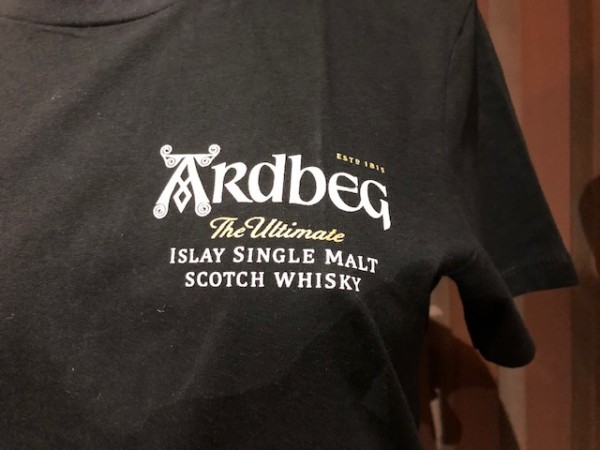 ESTD 1815
ARdbeG
The Ultimate
ISLAY SINGLE MALT
SCOTCH WHISKY